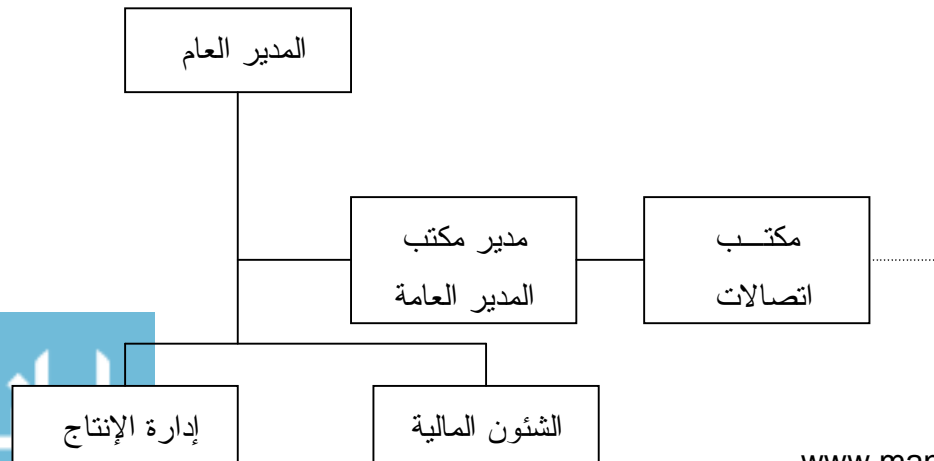 المدير العام
مدير مكتب
المدير العامة
مكتـــب
اتصالات
الشئون المالية
إدارة الإنتاج